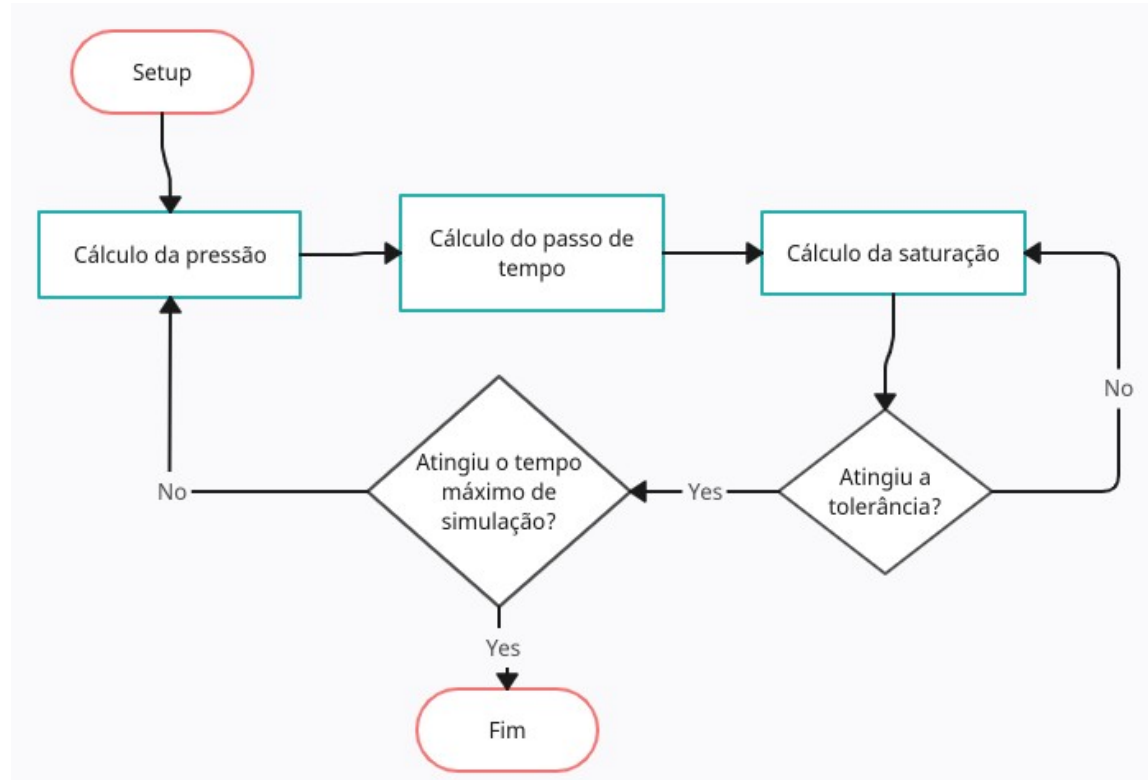 Setup
Cálculo da pressão
Cálculo do passo de
tempo
Cálculo da saturação
No
Atingiu a
tolerância?
Yes
Atingiu o tempo
máximo de
simulação?
No
Yes
Fim